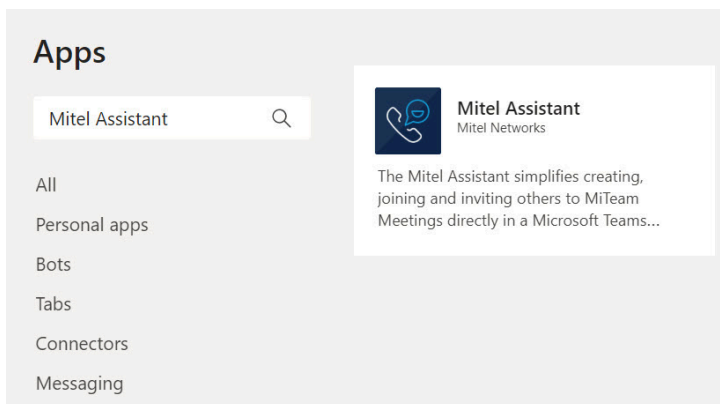 Apps
Mitel Assistant
All
Personal apps
Bots
Tabs
Connectors
Messaging
Mitel Assistant
Mitel Networks
The Mitel Assistant simplifies creating,
joining and inviting others to MiTeam
Meetings directly in a Microsoft Teams...